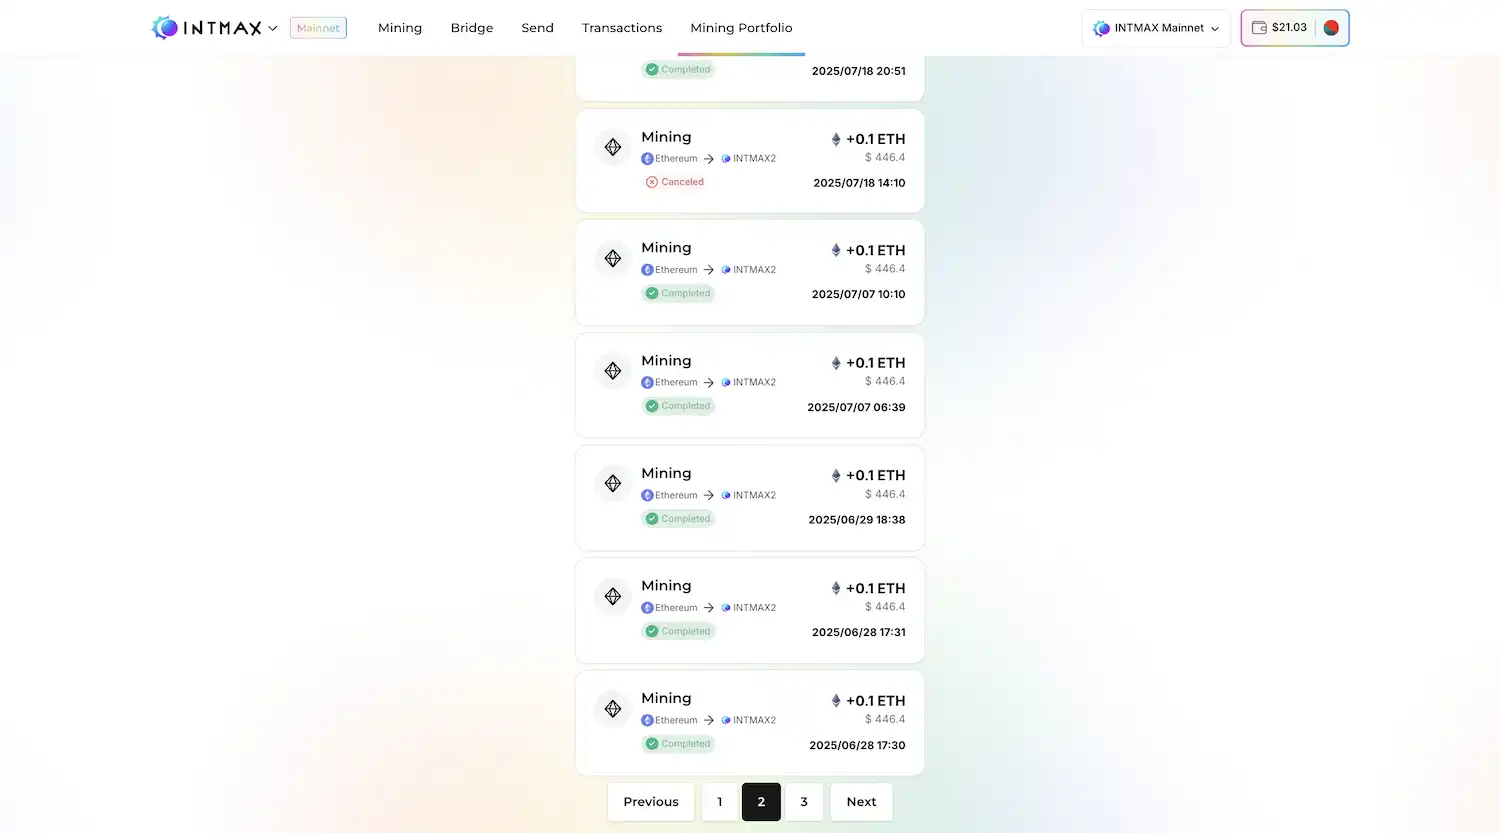 INTMAX Mainnet Mining Bridge Send Transactions Mining Portfolio INTMAX Mainnet $21.03
Completed 2025/07/18 20:51
Mining +0.1 ETH
Ethereum → INTMAX2 $ 446.4
Canceled 2025/07/18 14:10
Mining +0.1 ETH
Ethereum → INTMAX2 $ 446.4
Completed 2025/07/07 10:10
Mining +0.1 ETH
Ethereum → INTMAX2 $ 446.4
Completed 2025/07/07 06:39
Mining +0.1 ETH
Ethereum → INTMAX2 $ 446.4
Completed 2025/06/29 18:38
Mining +0.1 ETH
Ethereum → INTMAX2 $ 446.4
Completed 2025/06/28 17:31
Mining +0.1 ETH
Ethereum → INTMAX2 $ 446.4
Completed 2025/06/28 17:30
Previous 1 2 3 Next